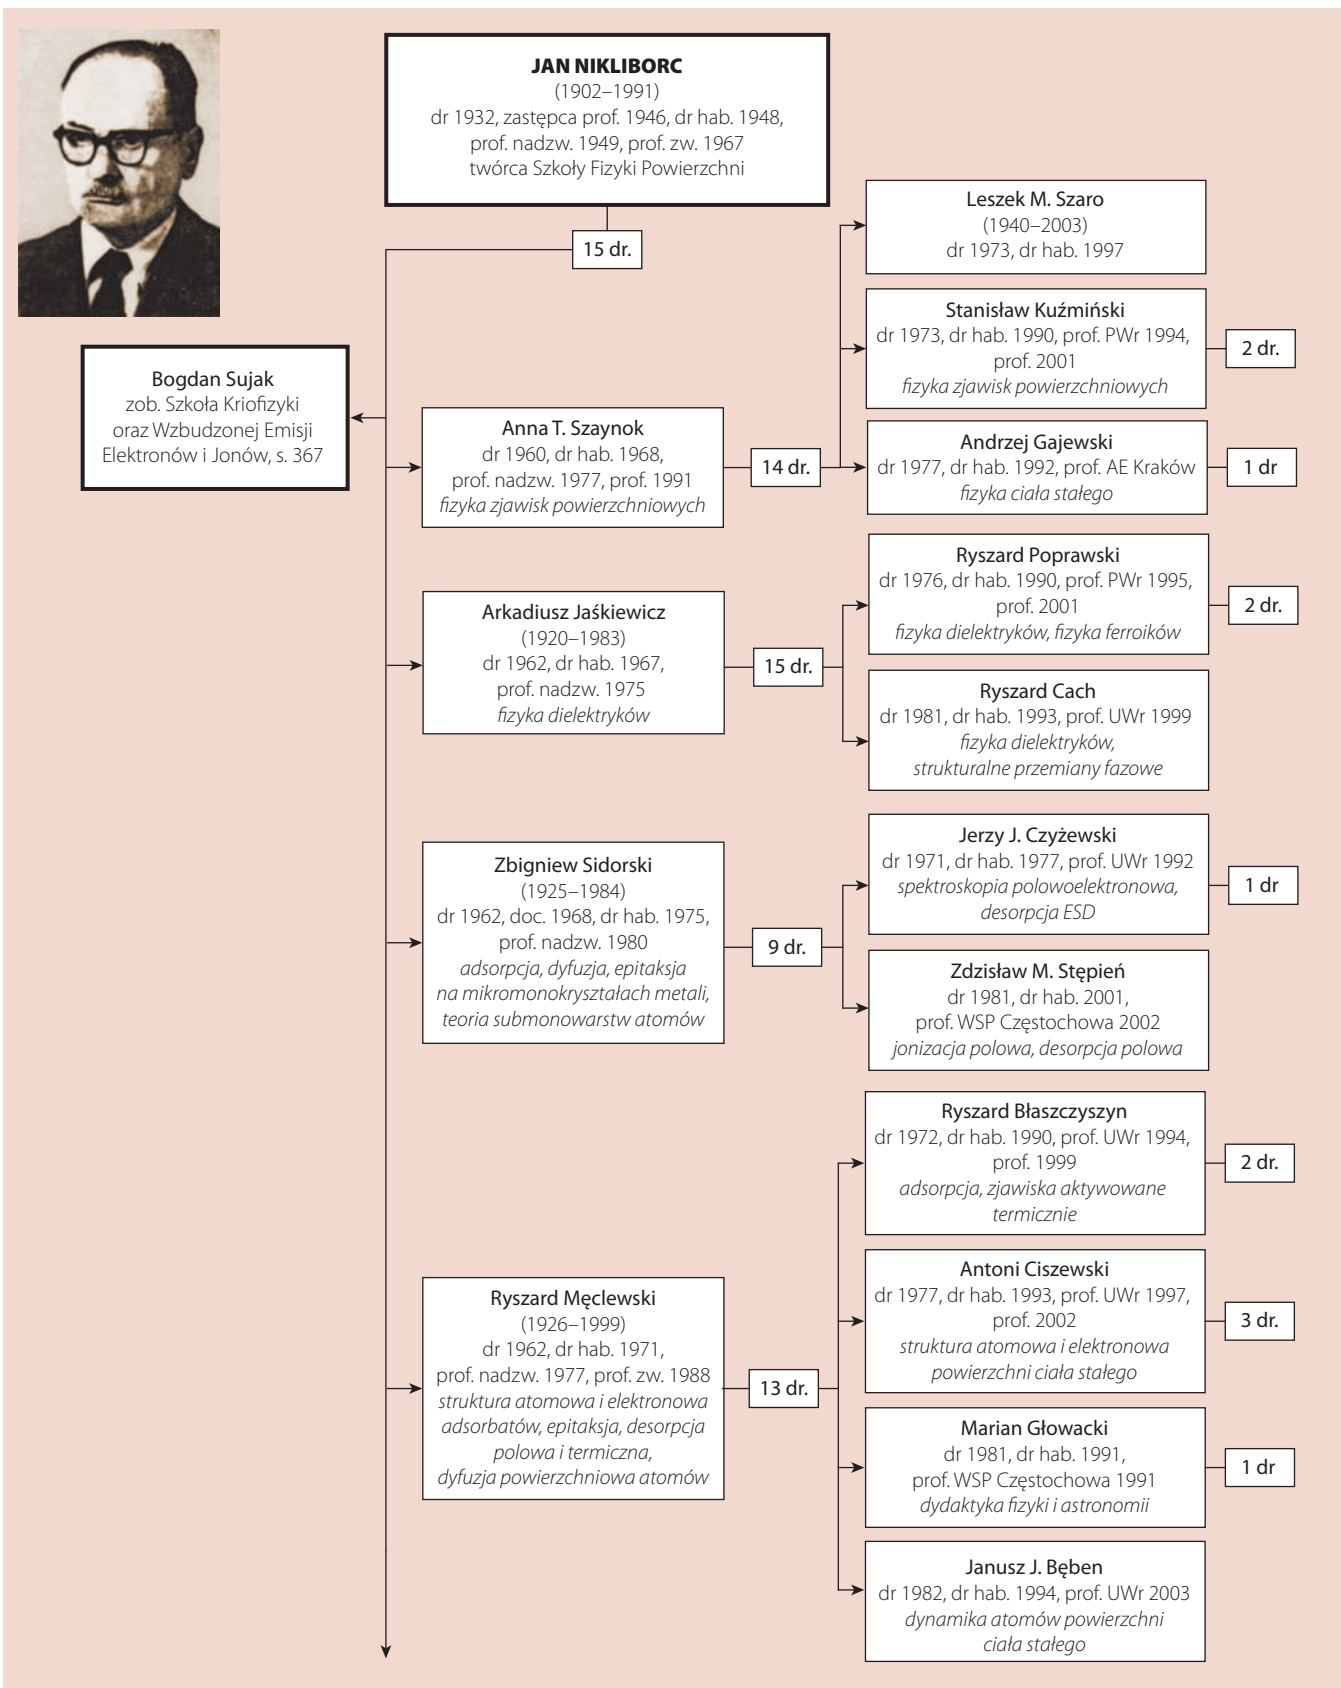 JAN NIKLIBORC
(1902–1991)
dr 1932, zastępca prof. 1946, dr hab. 1948,
prof. nadzw. 1949, prof. zw. 1967
twórca Szkoły Fizyki Powierzchni
15 dr.
Bogdan Sujak
zob. Szkoła Kriofizyki
oraz Wzbudzonej Emisji
Elektronów i Jonów, s. 367
Anna T. Szaynok
dr 1960, dr hab. 1968,
prof. nadzw. 1977, prof. 1991
fizyka zjawisk powierzchniowych
14 dr.
Leszek M. Szaro
(1940–2003)
dr 1973, dr hab. 1997
Stanisław Kuźmiński
dr 1973, dr hab. 1990, prof. PWr 1994,
prof. 2001
fizyka zjawisk powierzchniowych
2 dr.
Andrzej Gajewski
dr 1977, dr hab. 1992, prof. AE Kraków
fizyka ciała stałego
1 dr
Arkadiusz Jaśkiewicz
(1920–1983)
dr 1962, dr hab. 1967,
prof. nadzw. 1975
fizyka dielektryków
15 dr.
Ryszard Poprawski
dr 1976, dr hab. 1990, prof. PWr 1995,
prof. 2001
fizyka dielektryków, fizyka ferroików
2 dr.
Ryszard Cach
dr 1981, dr hab. 1993, prof. UWr 1999
fizyka dielektryków,
strukturalne przemiany fazowe
Zbigniew Sidorski
(1925–1984)
dr 1962, doc. 1968, dr hab. 1975,
prof. nadzw. 1980
adsorpcja, dyfuzja, epitaksja
na mikromonokryształach metali,
teoria submonowarstw atomów
9 dr.
Jerzy J. Czyżewski
dr 1971, dr hab. 1977, prof. UWr 1992
spektroskopia polowoelektronowa,
desorpcja ESD
1 dr
Zdzisław M. Stępień
dr 1981, dr hab. 2001,
prof. WSP Częstochowa 2002
jonizacja polowa, desorpcja polowa
Ryszard Męclewski
(1926–1999)
dr 1962, dr hab. 1971,
prof. nadzw. 1977, prof. zw. 1988
struktura atomowa i elektronowa
adsorbatów, epitaksja, desorpcja
polowa i termiczna,
dyfuzja powierzchniowa atomów
13 dr.
Ryszard Błaszczyszyn
dr 1972, dr hab. 1990, prof. UWr 1994,
prof. 1999
adsorpcja, zjawiska aktywowane
termicznie
2 dr.
Antoni Ciszewski
dr 1977, dr hab. 1993, prof. UWr 1997,
prof. 2002
struktura atomowa i elektronowa
powierzchni ciała stałego
3 dr.
Marian Głowacki
dr 1981, dr hab. 1991,
prof. WSP Częstochowa 1991
dydaktyka fizyki i astronomii
1 dr
Janusz J. Bęben
dr 1982, dr hab. 1994, prof. UWr 2003
dynamika atomów powierzchni
ciała stałego